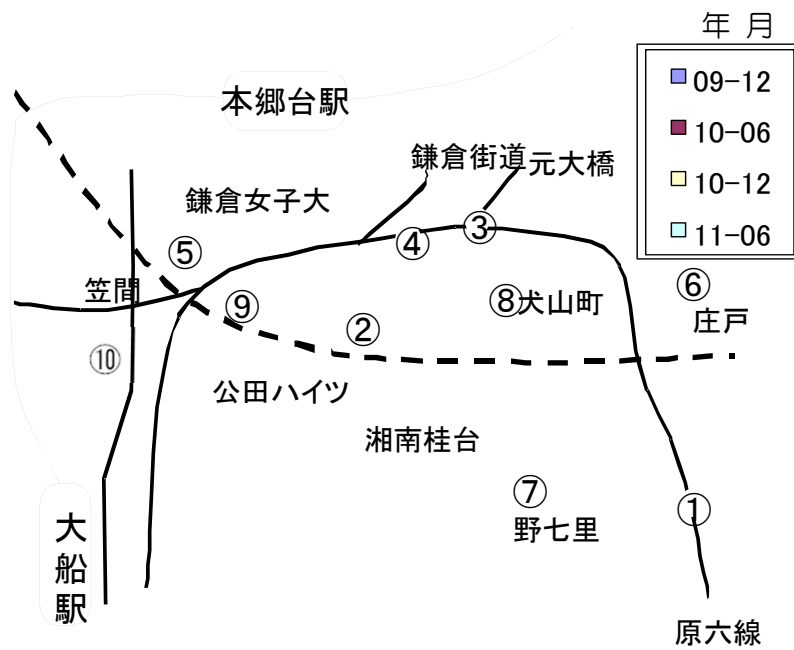 年 月
09-12
10-06
10-12
11-06
本郷台駅
鎌倉街道
元大橋
鎌倉女子大
③
④
⑤
⑥
庄戸
笠間
⑨
⑧犬山町
②
⑩
公田ハイツ
湘南桂台
⑦
野七里
①
大船駅
原六線